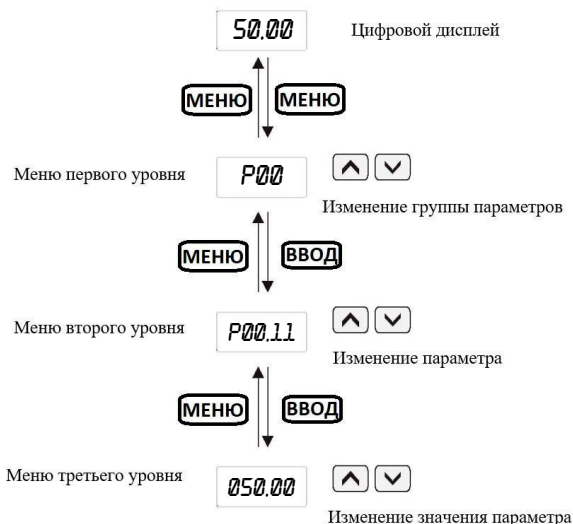 50.00 Цифровой дисплей
МЕНЮ МЕНЮ
Меню первого уровня P00
Изменение группы параметров
МЕНЮ ВВОД
Меню второго уровня P00.11
Изменение параметра
МЕНЮ ВВОД
Меню третьего уровня 050.00
Изменение значения параметра